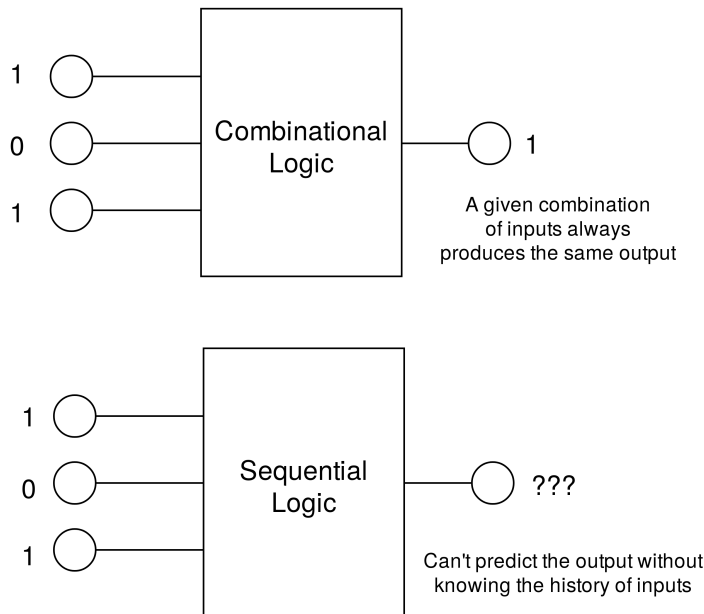 1
0
1
Combinational
Logic
1
A given combination
of inputs always
produces the same output
1
0
1
Sequential
Logic
???
Can't predict the output without
knowing the history of inputs